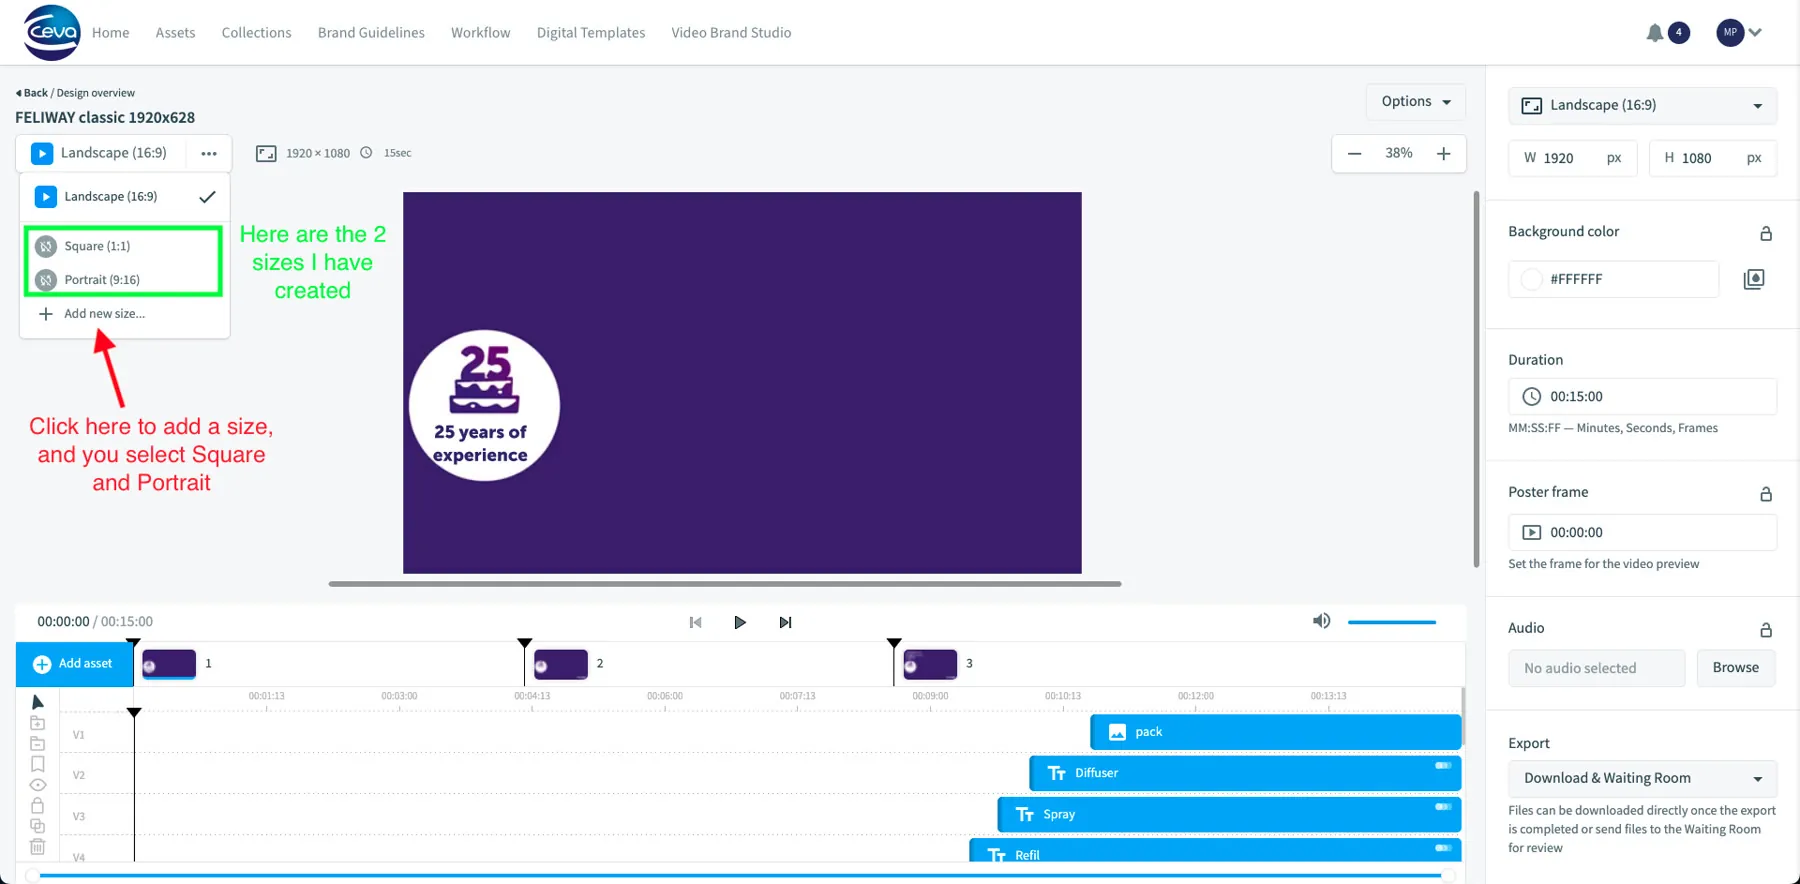 Ceva
Home
Assets
Collections
Brand Guidelines
Workflow
Digital Templates
Video Brand Studio
4
MP
Back / Design overview
FELIWAY classic 1920x628
Options
Landscape (16:9)
...
1920 × 1080
15sec
38%
Landscape (16:9)
Square (1:1)
Portrait (9:16)
Add new size...
Here are the 2
sizes I have
created
Click here to add a size,
and you select Square
and Portrait
25
25 years of
experience
Landscape (16:9)
W 1920 px
H 1080 px
Background color
#FFFFFF
Duration
00:15:00
MM:SS:FF — Minutes, Seconds, Frames
Poster frame
00:00:00
Set the frame for the video preview
Audio
No audio selected
Browse
Export
Download & Waiting Room
Files can be downloaded directly once the export
is completed or send files to the Waiting Room
for review
00:00:00 / 00:15:00
Add asset
1
2
3
00:01:13
00:03:00
00:04:13
00:06:00
00:07:13
00:09:00
00:10:13
00:12:00
00:13:13
V1
pack
V2
Tт Diffuser
V3
Tт Spray
V4
Tт Refil